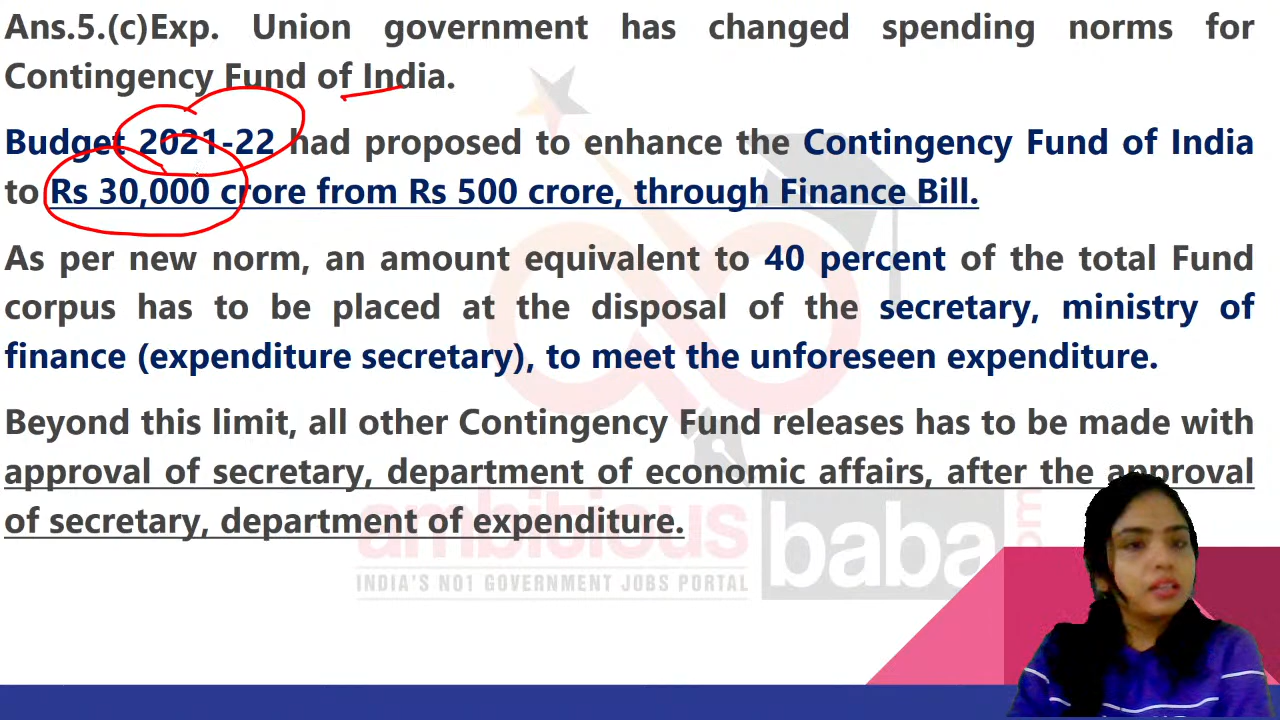 Ans.5.(c)Exp. Union government has changed spending norms for
Contingency Fund of India.
Budget 2021-22 had proposed to enhance the Contingency Fund of India
to Rs 30,000 crore from Rs 500 crore, through Finance Bill.
As per new norm, an amount equivalent to 40 percent of the total Fund
corpus has to be placed at the disposal of the secretary, ministry of
finance (expenditure secretary), to meet the unforeseen expenditure.
Beyond this limit, all other Contingency Fund releases has to be made with
approval of secretary, department of economic affairs, after the approval
of secretary, department of expenditure.
ambitious baba .com
INDIA'S NO1 GOVERNMENT JOBS PORTAL